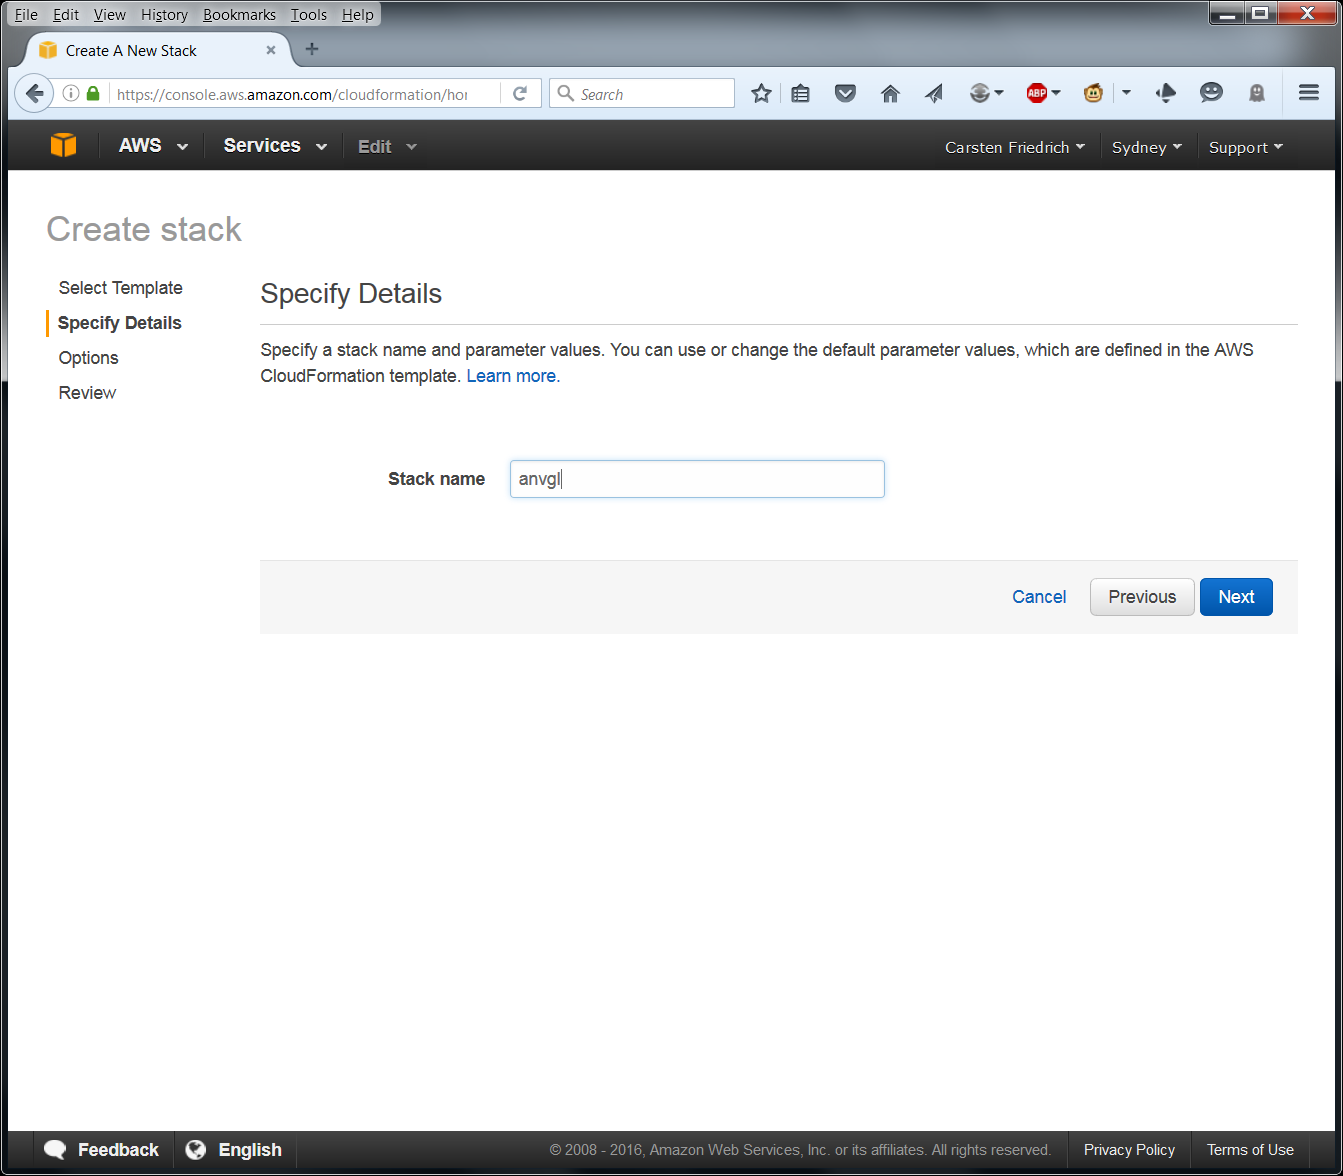 File Edit View History Bookmarks Tools Help
Create A New Stack
https://console.aws.amazon.com/cloudformation/hor
Search
ABP
AWS Services Edit Carsten Friedrich Sydney Support
Create stack
Select Template
Specify Details
Options
Review
Specify Details
Specify a stack name and parameter values. You can use or change the default parameter values, which are defined in the AWS
CloudFormation template. Learn more.
Stack name anvgl
Cancel Previous Next
Feedback English © 2008 - 2016, Amazon Web Services, Inc. or its affiliates. All rights reserved. Privacy Policy Terms of Use